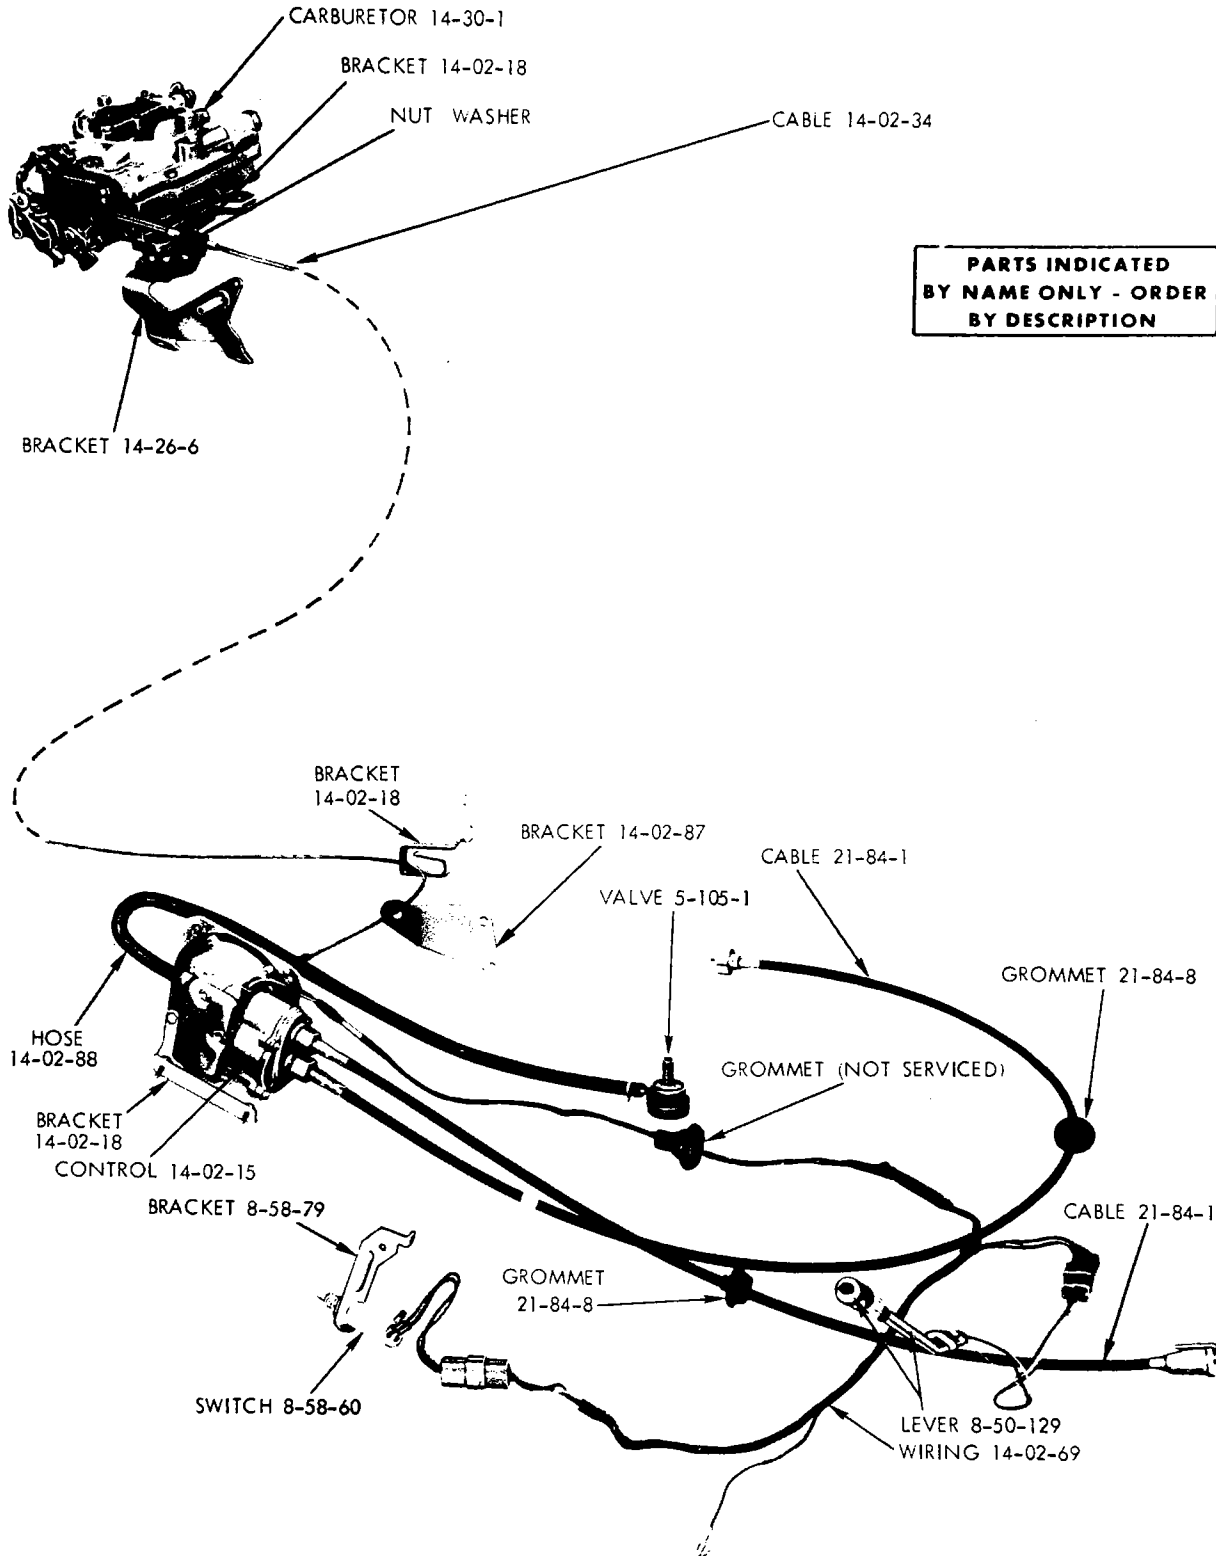 CARBURETOR 14-30-1
BRACKET 14-02-18
NUT WASHER
CABLE 14-02-34
PARTS INDICATED
BY NAME ONLY - ORDER
BY DESCRIPTION
BRACKET 14-26-6
BRACKET
14-02-18
BRACKET 14-02-87
CABLE 21-84-1
VALVE 5-105-1
GROMMET 21-84-8
HOSE
14-02-88
GROMMET (NOT SERVICED)
BRACKET
14-02-18
CONTROL 14-02-15
BRACKET 8-58-79
CABLE 21-84-1
GROMMET
21-84-8
SWITCH 8-58-60
LEVER 8-50-129
WIRING 14-02-69